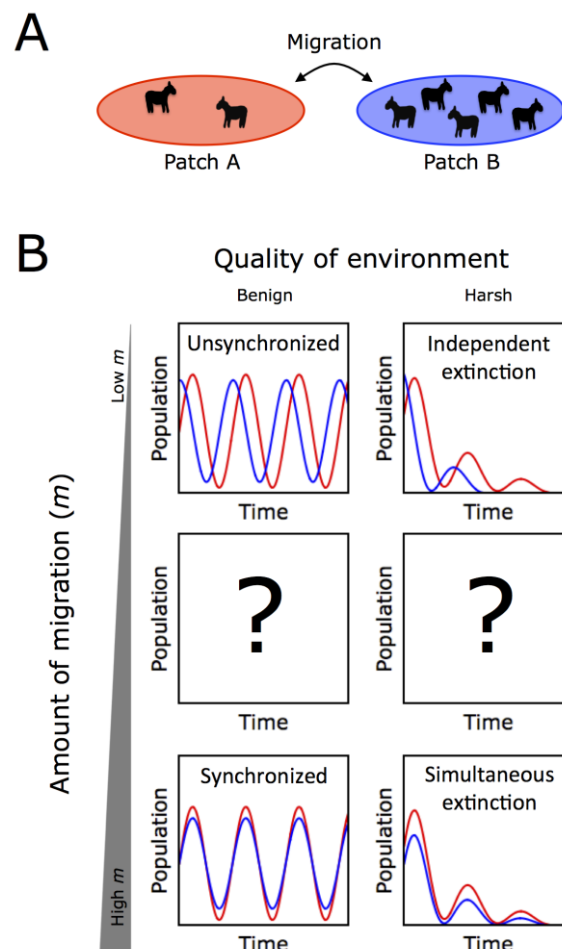 A
Migration
Patch A
Patch B
B
Quality of environment
Benign
Harsh
Amount of migration (m)
Low m
High m
Population
Unsynchronized
Time
Population
Independent
extinction
Time
Population
?
Time
Population
?
Time
Population
Synchronized
Time
Population
Simultaneous
extinction
Time